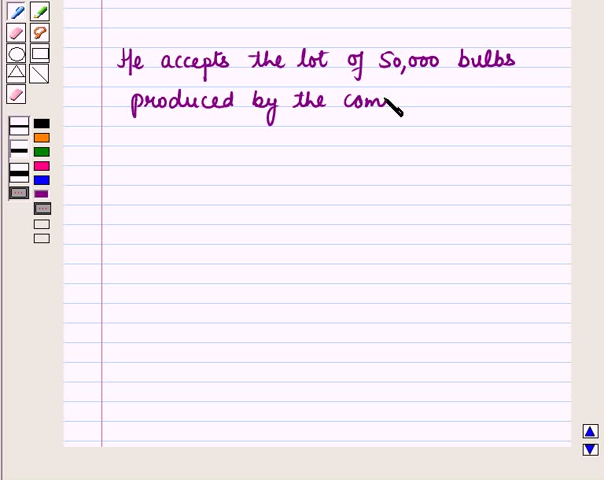 He accepts the lot of 50,000 bulbs
produced by the com